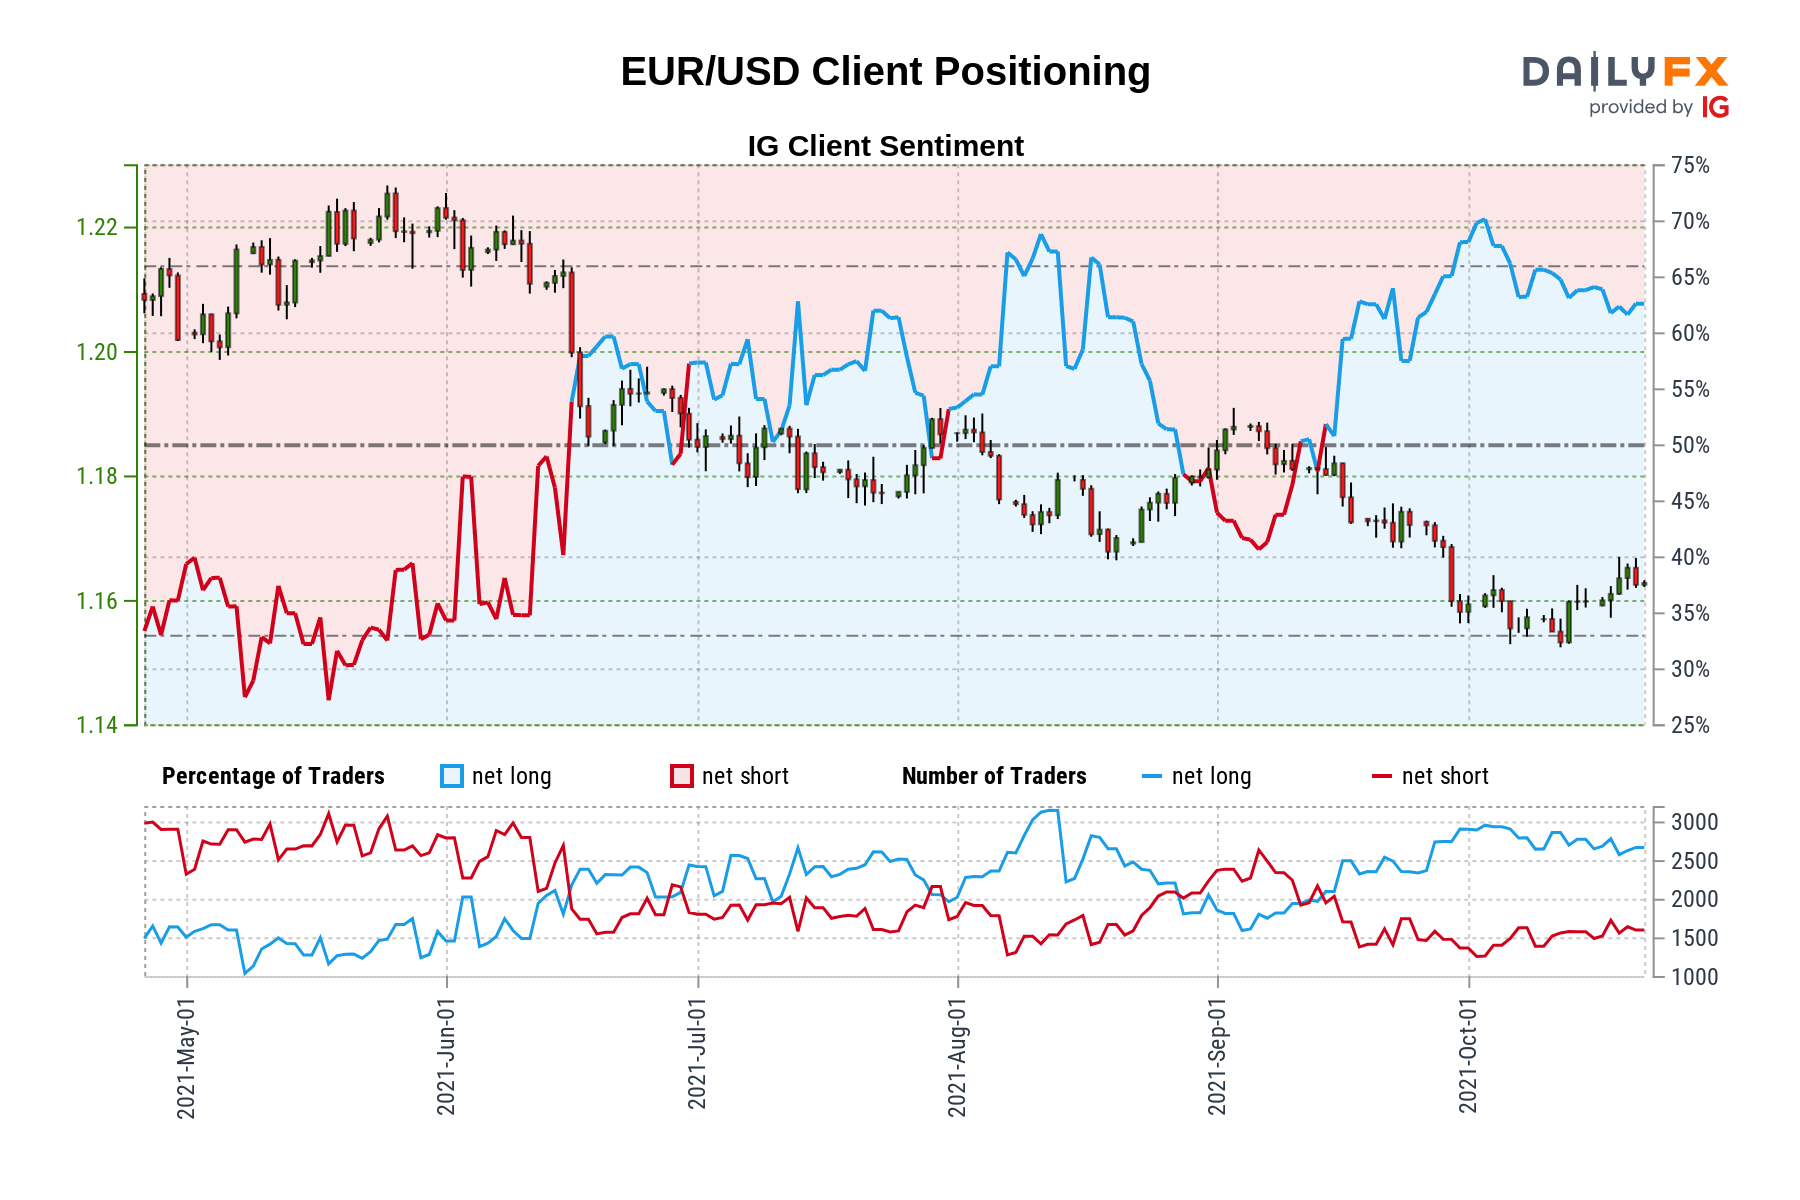 EUR/USD Client Positioning
DAILYFX
provided by IG
IG Client Sentiment
1.22
1.20
1.18
1.16
1.14
75%
70%
65%
60%
55%
50%
45%
40%
35%
30%
25%
Percentage of Traders net long net short Number of Traders net long net short
3000
2500
2000
1500
1000
2021-May-01
2021-Jun-01
2021-Jul-01
2021-Aug-01
2021-Sep-01
2021-Oct-01